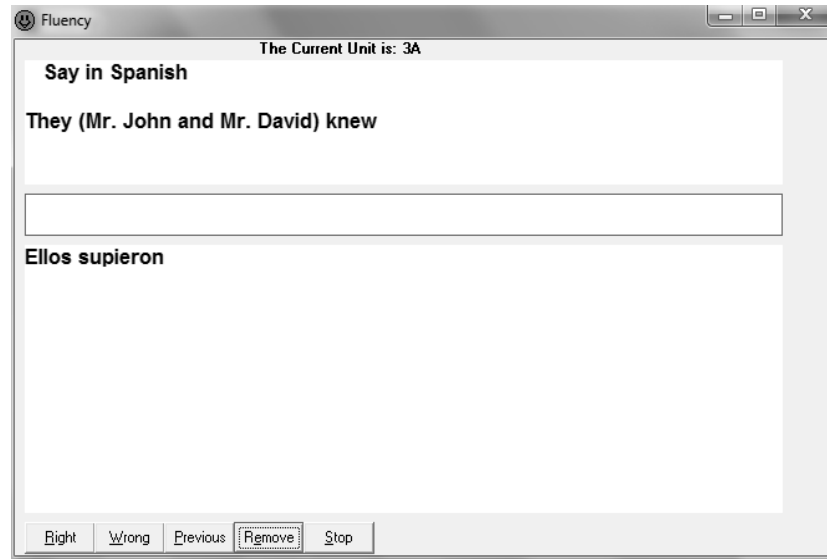 Fluency
The Current Unit is: 3A
Say in Spanish
They (Mr. John and Mr. David) knew
Ellos supieron
Right Wrong Previous Remove Stop